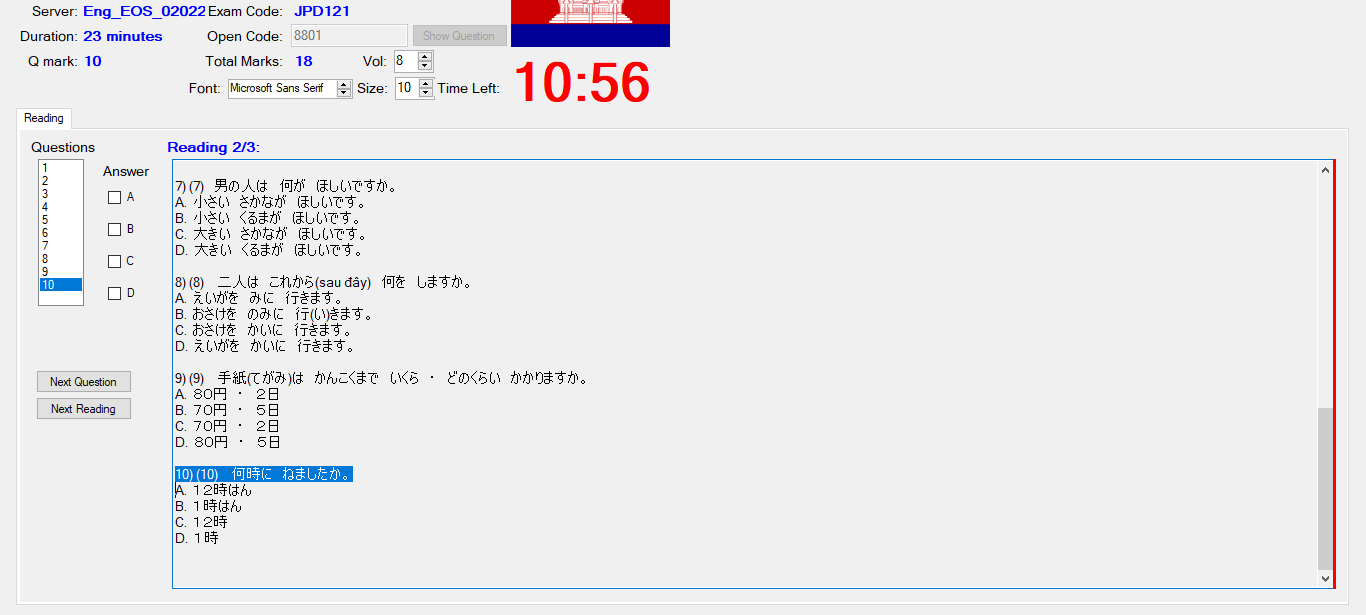 Server: Eng_EOS_02022 Exam Code: JPD121
Duration: 23 minutes Open Code: 8801 Show Question
Q mark: 10 Total Marks: 18 Vol: 8
10:56
Font: Microsoft Sans Serif Size: 10 Time Left:
Reading
Questions
Reading 2/3:
Answer
1
2
3
4
5
6
7
8
9
10
A
B
C
D
Next Question
Next Reading
7) (7) 男の人は 何が ほしいですか。
A. 小さい さかなが ほしいです。
B. 小さい くるまが ほしいです。
C. 大きい さかなが ほしいです。
D. 大きい くるまが ほしいです。
8) (8) 二人は これから(sau đây) 何を しますか。
A. えいがを みに 行きます。
B. おさけを のみに 行(い)きます。
C. おさけを かいに 行きます。
D. えいがを かいに 行きます。
9) (9) 手紙(てがみ)は かんこくまで いくら ・ どのくらい かかりますか。
A. ８０円 ・ ２日
B. ７０円 ・ ５日
C. ７０円 ・ ２日
D. ８０円 ・ ５日
10) (10) 何時に ねましたか。
A. １２時はん
B. １時はん
C. １２時
D. １時